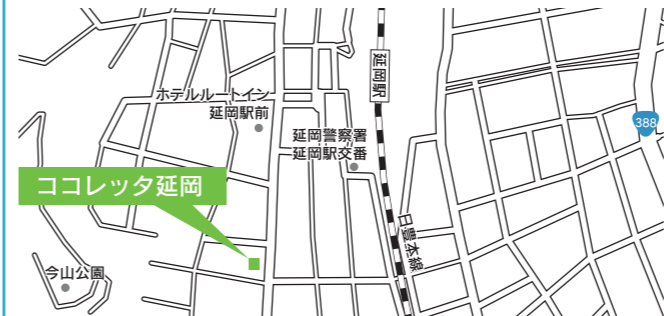 延岡駅
ホテルルートイン
延岡駅前
388
延岡警察署
延岡駅交番
ココレッタ延岡
日豊本線
今山公園